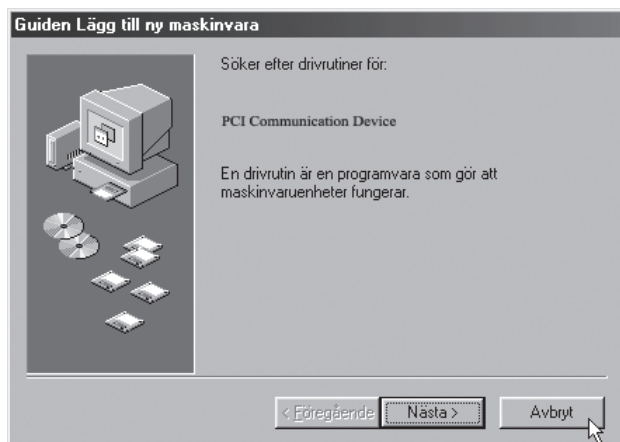 Guiden Lägg till ny maskinvara
Söker efter drivrutiner för:
PCI Communication Device
En drivrutin är en programvara som gör att
maskinvaruenheter fungerar.
< Föregående
Nästa >
Avbryt